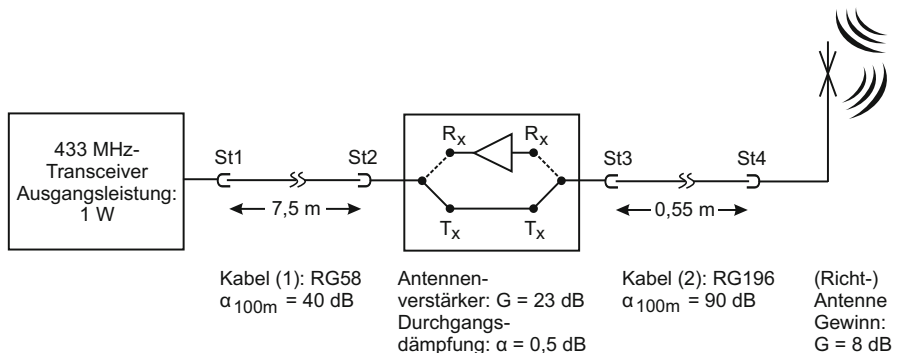 433 MHz-
Transceiver
Ausgangsleistung:
1 W
St1
St2
7,5 m
Rx
Rx
Tx
Tx
St3
St4
0,55 m
Kabel (1): RG58
α100m = 40 dB
Antennen-
verstärker: G = 23 dB
Durchgangs-
dämpfung: α = 0,5 dB
Kabel (2): RG196
α100m = 90 dB
(Richt-)
Antenne
Gewinn:
G = 8 dB